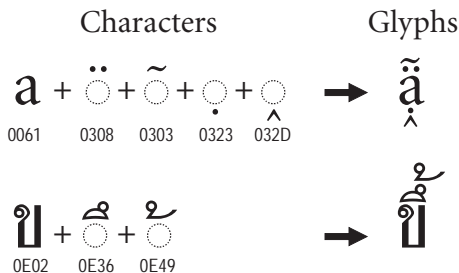 Characters Glyphs
a + ◌̈ + ◌̃ + ◌̣ + ◌̭ → ạ̭̈̃
0061 0308 0303 0323 032D
ข + ◌ึ + ◌้ → ขึ้
0E02 0E36 0E49